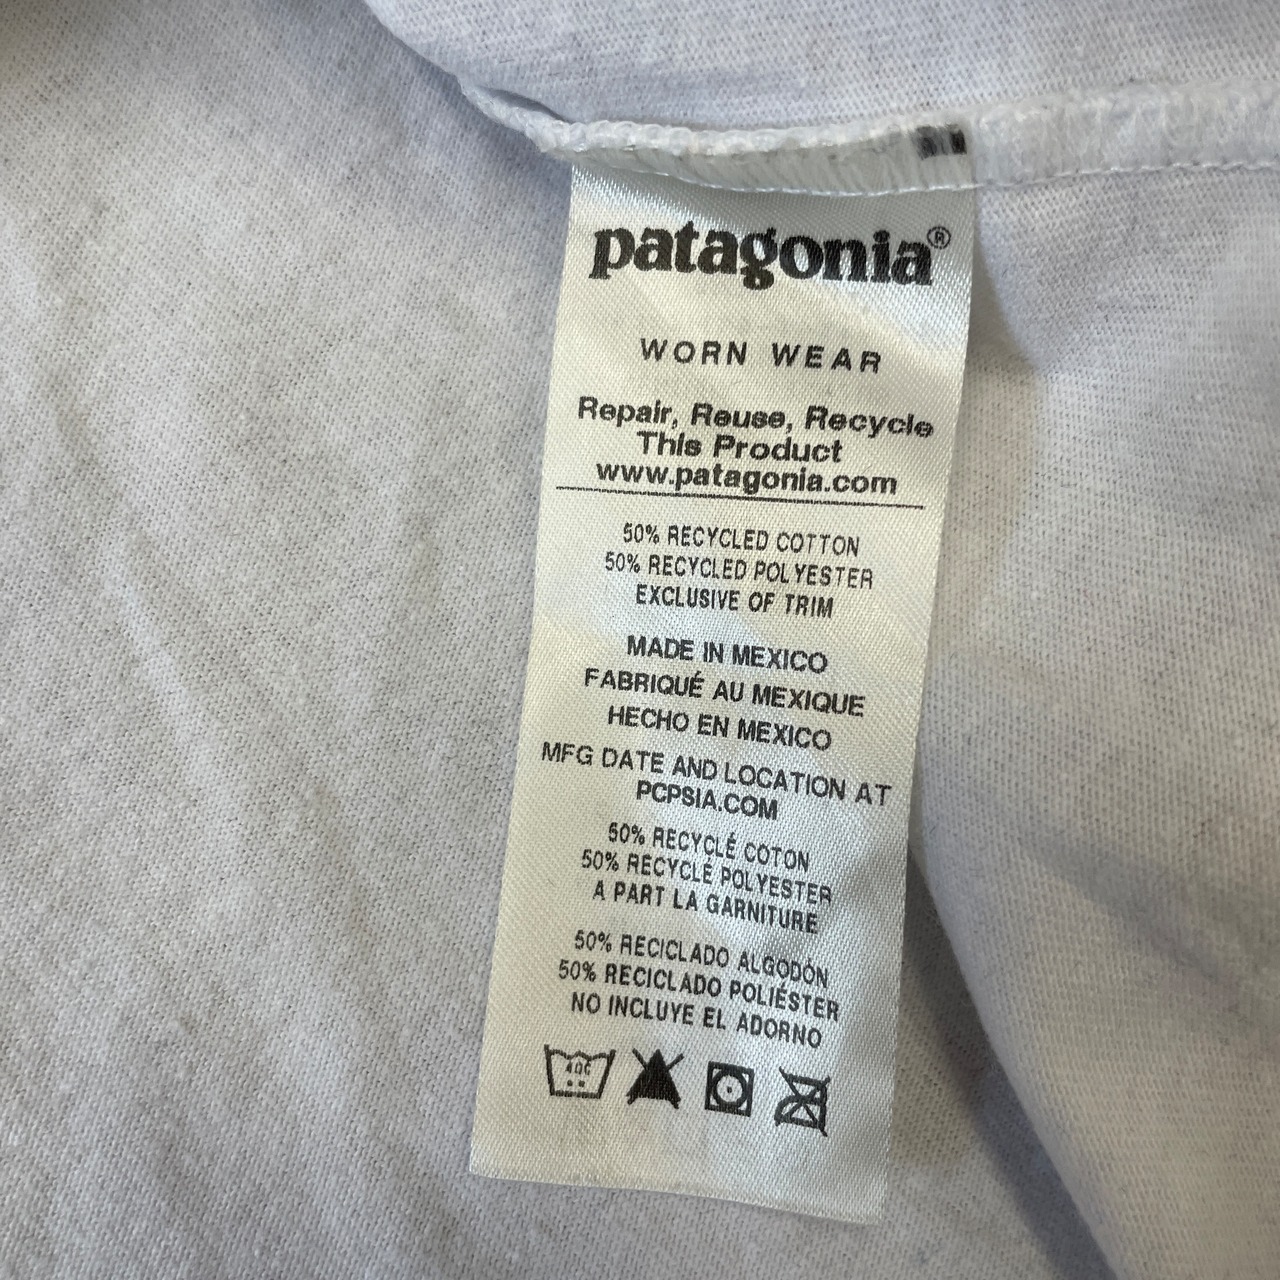 patagonia®
WORN WEAR
Repair, Reuse, Recycle
This Product
www.patagonia.com
50% RECYCLED COTTON
50% RECYCLED POLYESTER
EXCLUSIVE OF TRIM
MADE IN MEXICO
FABRIQUÉ AU MEXIQUE
HECHO EN MEXICO
MFG DATE AND LOCATION AT
PCPSIA.COM
50% RECYCLÉ COTON
50% RECYCLÉ POLYESTER
A PART LA GARNITURE
50% RECICLADO ALGODÓN
50% RECICLADO POLIÉSTER
NO INCLUYE EL ADORNO
40C